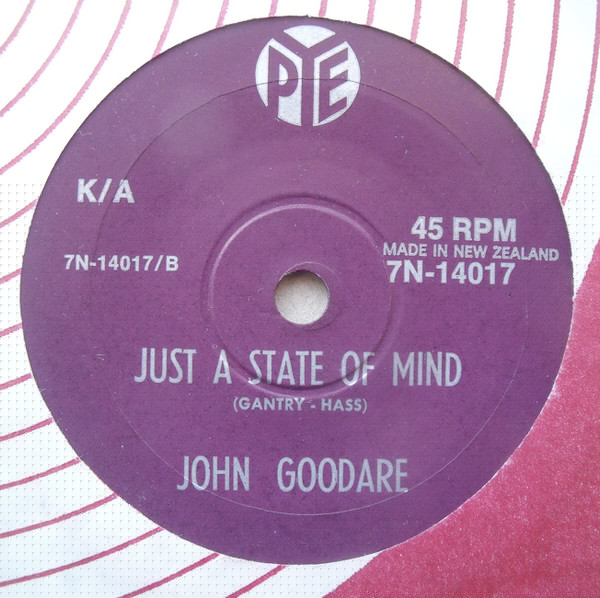 PYE
K/A
45 RPM
MADE IN NEW ZEALAND
7N-14017/B
7N-14017
JUST A STATE OF MIND
(GANTRY - HASS)
JOHN GOODARE